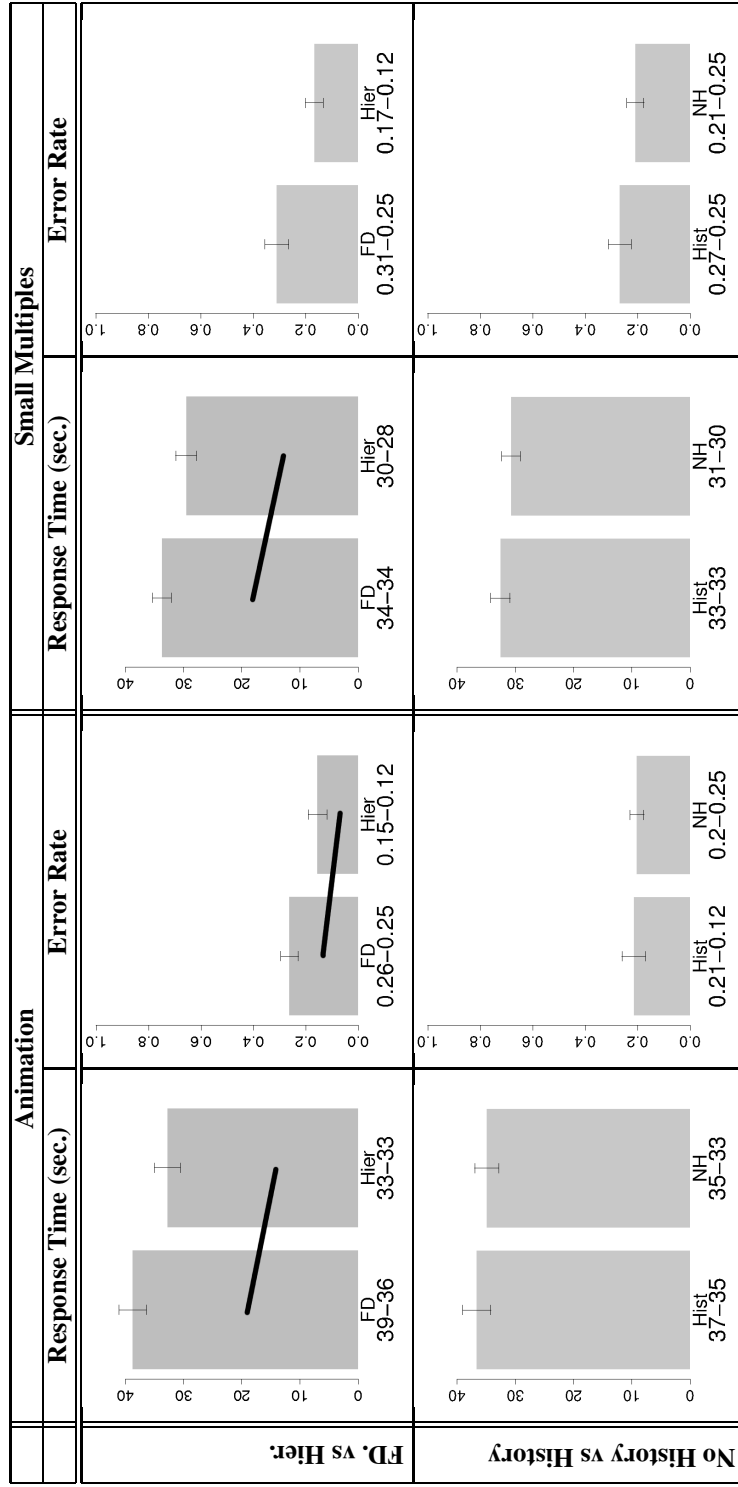 Animation
Small Multiples
Response Time (sec.)
Error Rate
Response Time (sec.)
Error Rate
FD. vs Hier.
0 10 20 30 40
FD
39−36
Hier
33−33
0.0 0.2 0.4 0.6 0.8 1.0
FD
0.26−0.25
Hier
0.15−0.12
0 10 20 30 40
FD
34−34
Hier
30−28
0.0 0.2 0.4 0.6 0.8 1.0
FD
0.31−0.25
Hier
0.17−0.12
No History vs History
0 10 20 30 40
Hist
37−35
NH
35−33
0.0 0.2 0.4 0.6 0.8 1.0
Hist
0.21−0.12
NH
0.2−0.25
0 10 20 30 40
Hist
33−33
NH
31−30
0.0 0.2 0.4 0.6 0.8 1.0
Hist
0.27−0.25
NH
0.21−0.25